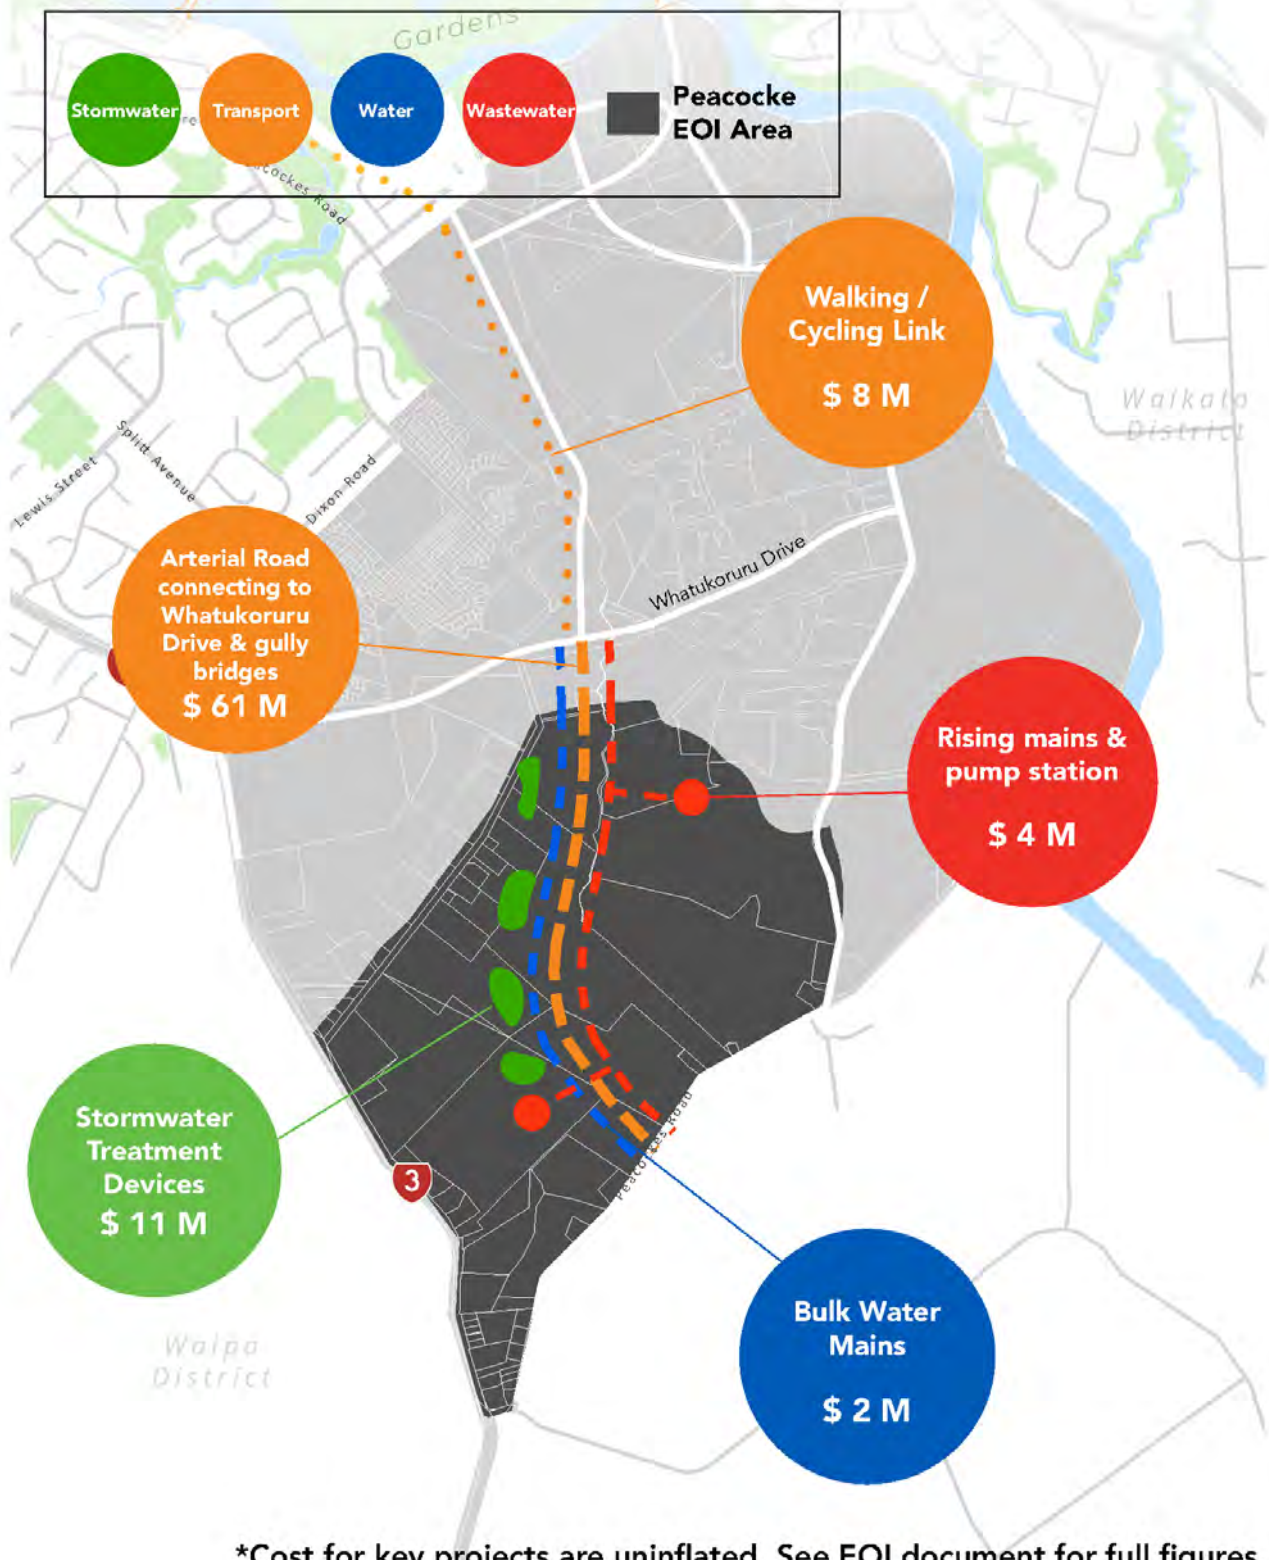 Gardens
Stormwater
Transport
Water
Wastewater
Peacocke
EOI Area
Road
Walking /
Cycling Link
$ 8 M
Waikato
District
Splitt Avenue
Lewis Street
Dixon Road
Arterial Road
connecting to
Whatukoruru
Drive & gully
bridges
$ 61 M
Whatukoruru Drive
Rising mains &
pump station
$ 4 M
Stormwater
Treatment
Devices
$ 11 M
3
Peacockes Road
Waipa
District
Bulk Water
Mains
$ 2 M
*Cost for key projects are uninflated. See EOI document for full figures